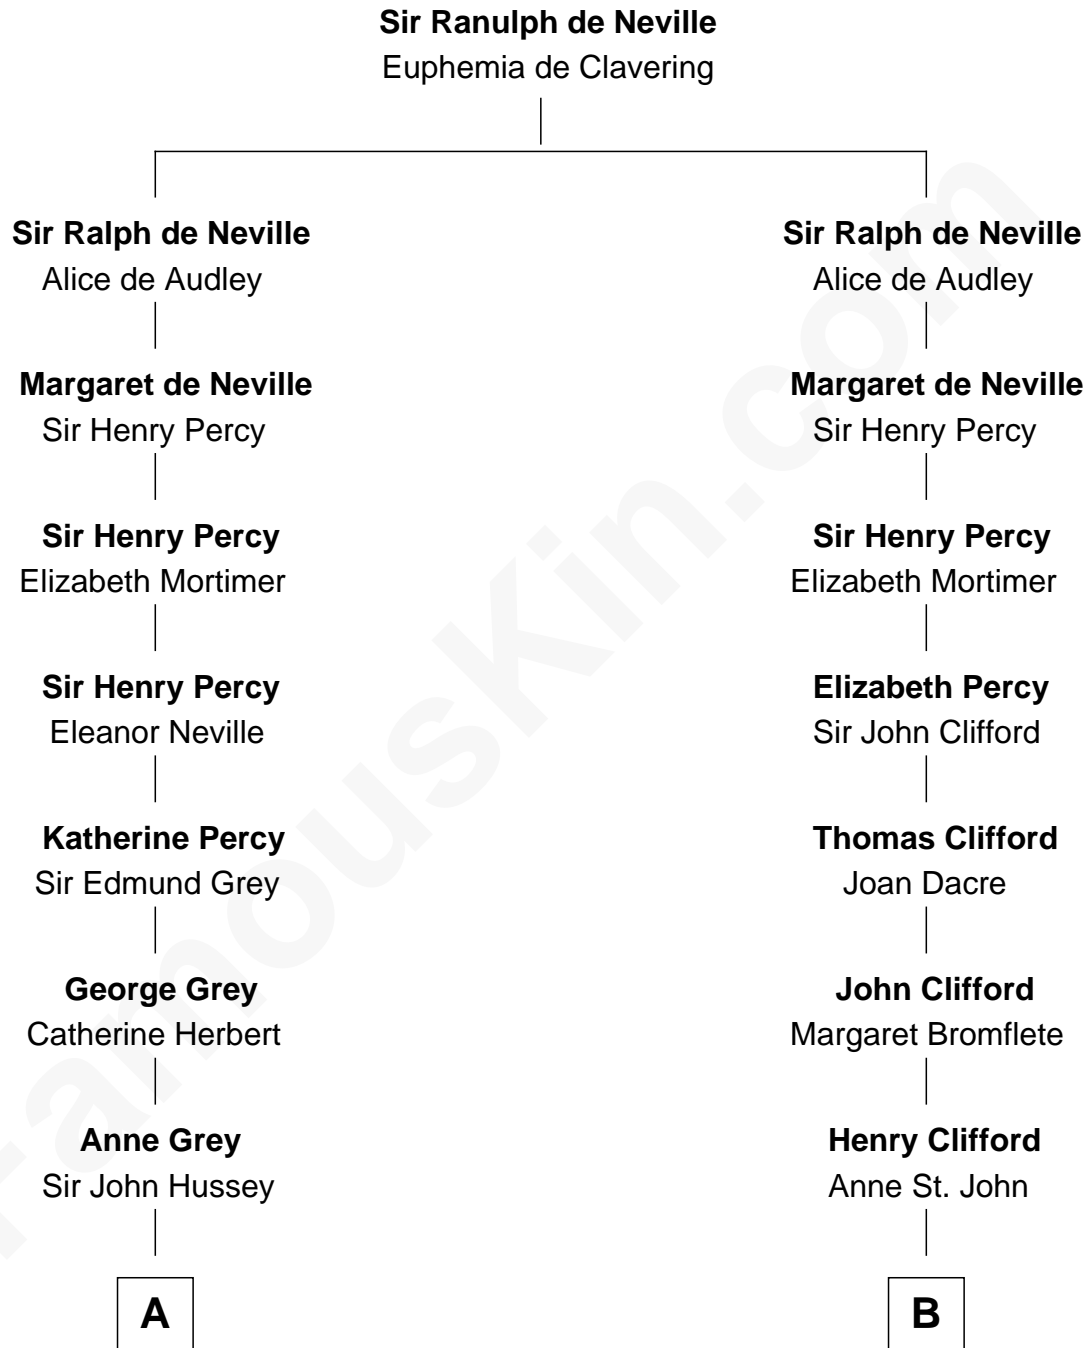 Sir Ranulph de Neville
Euphemia de Clavering
Sir Ralph de Neville
Alice de Audley
Margaret de Neville
Sir Henry Percy
Sir Henry Percy
Elizabeth Mortimer
Sir Henry Percy
Eleanor Neville
Katherine Percy
Sir Edmund Grey
George Grey
Catherine Herbert
Anne Grey
Sir John Hussey
A
Sir Ralph de Neville
Alice de Audley
Margaret de Neville
Sir Henry Percy
Sir Henry Percy
Elizabeth Mortimer
Elizabeth Percy
Sir John Clifford
Thomas Clifford
Joan Dacre
John Clifford
Margaret Bromflete
Henry Clifford
Anne St. John
B
FamousKin.com